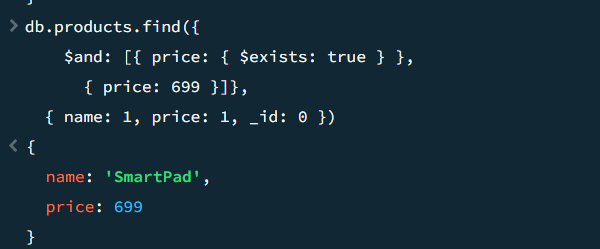 }
> db.products.find({
$and: [{ price: { $exists: true } },
{ price: 699 }]},
{ name: 1, price: 1, _id: 0 })
< {
name: 'SmartPad',
price: 699
}